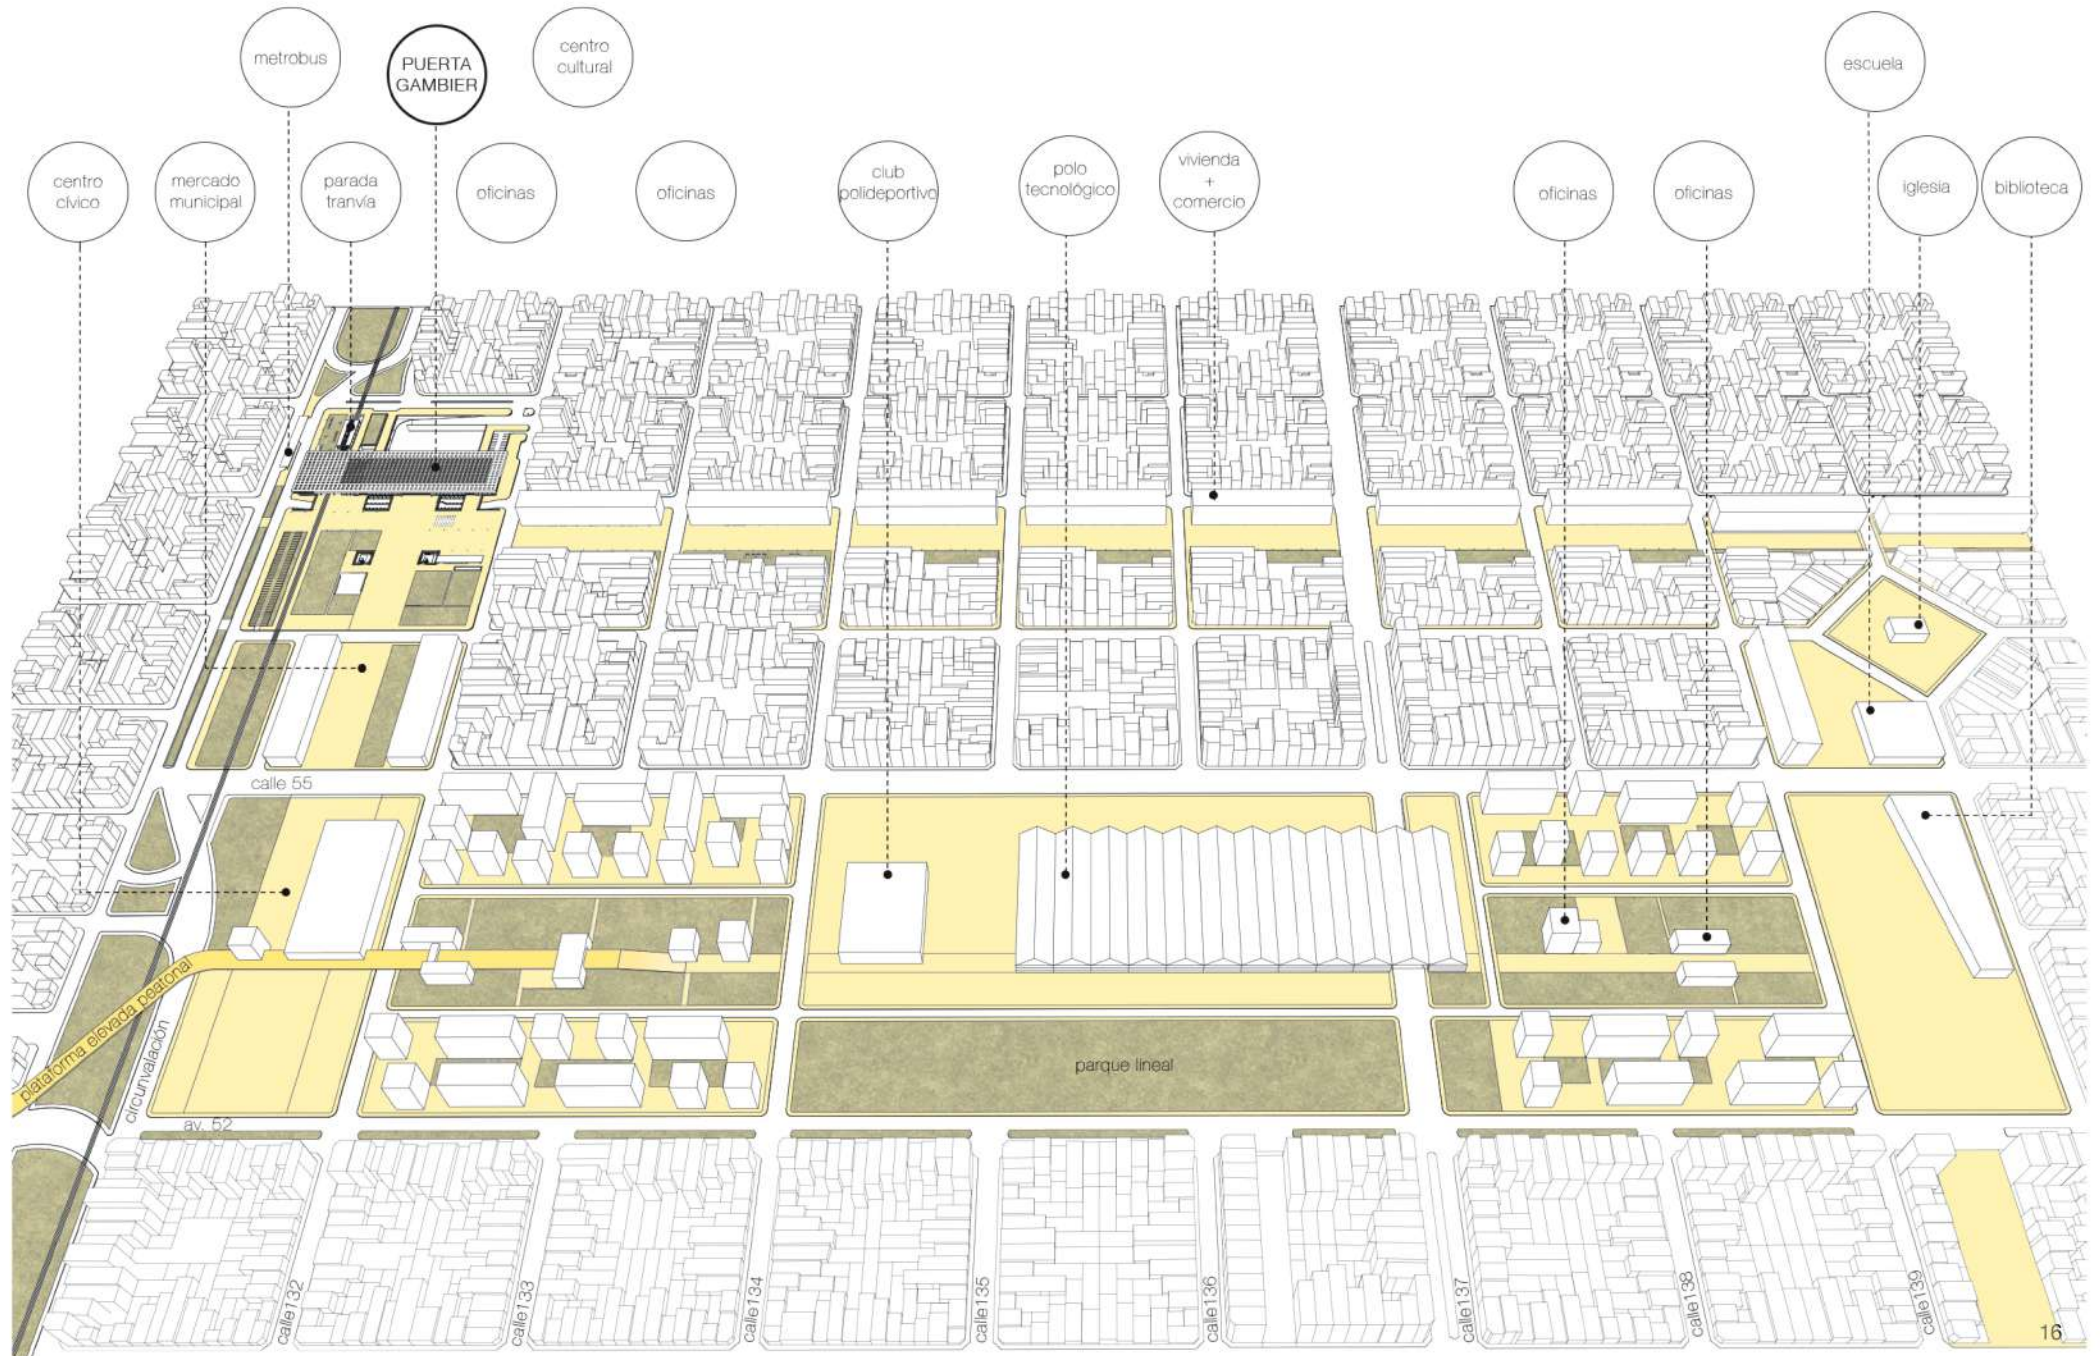 metrobus
PUERTA
GAMBIER
centro
cultural
escuela
centro
cívico
mercado
municipal
parada
tranvía
oficinas
oficinas
club
polideportivo
polo
tecnológico
vivienda
+
comercio
oficinas
oficinas
iglesia
biblioteca
calle 55
plataforma elevada peatonal
circunvalación
parque lineal
av. 52
calle132
calle133
calle134
calle135
calle136
calle137
calle138
calle139
16